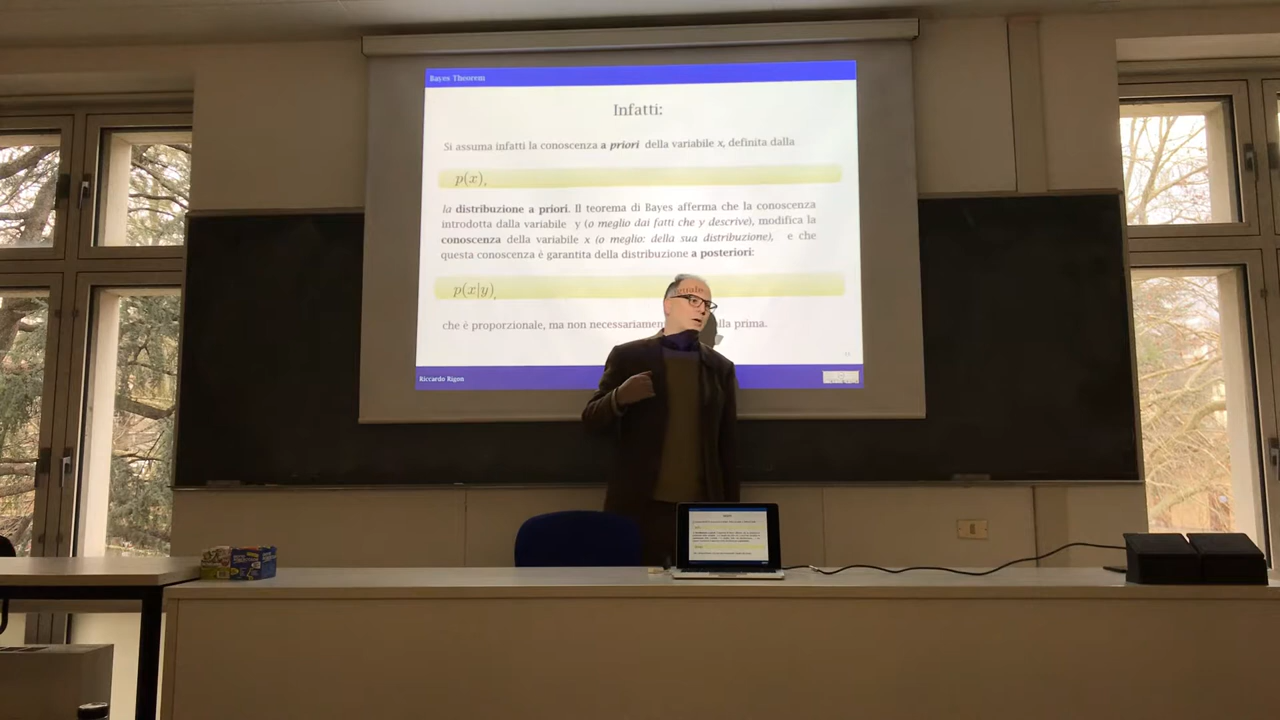 Bayes Theorem
Infatti:
Si assuma infatti la conoscenza a priori della variabile x, definita dalla
p(x),
la distribuzione a priori. Il teorema di Bayes afferma che la conoscenza
introdotta dalla variabile y (o meglio dai fatti che y descrive), modifica la
conoscenza della variabile x (o meglio: della sua distribuzione), e che
questa conoscenza è garantita della distribuzione a posteriori:
p(x|y),
che è proporzionale, ma non necessariamen uguale alla prima.
Riccardo Rigon